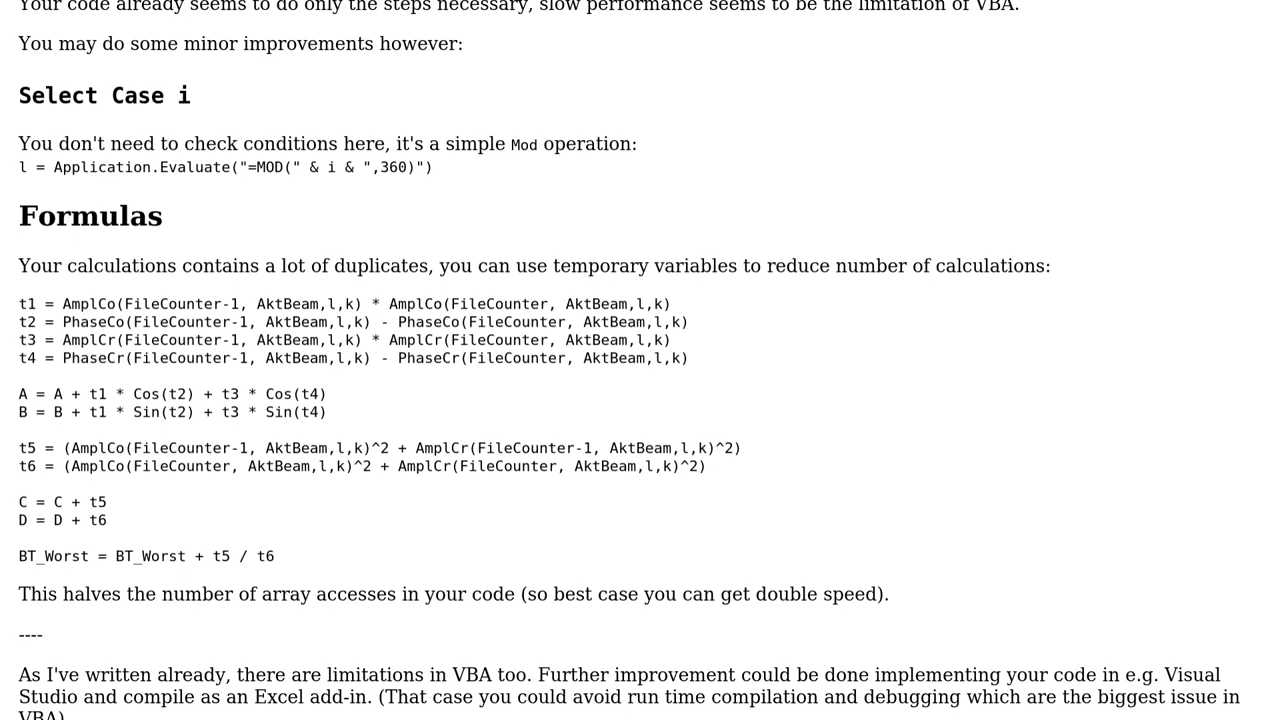 Your code already seems to do only the steps necessary, slow performance seems to be the limitation of VBA.
You may do some minor improvements however:
Select Case i
You don't need to check conditions here, it's a simple Mod operation:
l = Application.Evaluate("=MOD(" & i & ",360)")
Formulas
Your calculations contains a lot of duplicates, you can use temporary variables to reduce number of calculations:
t1 = AmplCo(FileCounter-1, AktBeam,l,k) * AmplCo(FileCounter, AktBeam,l,k)
t2 = PhaseCo(FileCounter-1, AktBeam,l,k) - PhaseCo(FileCounter, AktBeam,l,k)
t3 = AmplCr(FileCounter-1, AktBeam,l,k) * AmplCr(FileCounter, AktBeam,l,k)
t4 = PhaseCr(FileCounter-1, AktBeam,l,k) - PhaseCr(FileCounter, AktBeam,l,k)
A = A + t1 * Cos(t2) + t3 * Cos(t4)
B = B + t1 * Sin(t2) + t3 * Sin(t4)
t5 = (AmplCo(FileCounter-1, AktBeam,l,k)^2 + AmplCr(FileCounter-1, AktBeam,l,k)^2)
t6 = (AmplCo(FileCounter, AktBeam,l,k)^2 + AmplCr(FileCounter, AktBeam,l,k)^2)
C = C + t5
D = D + t6
BT_Worst = BT_Worst + t5 / t6
This halves the number of array accesses in your code (so best case you can get double speed).
----
As I've written already, there are limitations in VBA too. Further improvement could be done implementing your code in e.g. Visual
Studio and compile as an Excel add-in. (That case you could avoid run time compilation and debugging which are the biggest issue in
VBA)